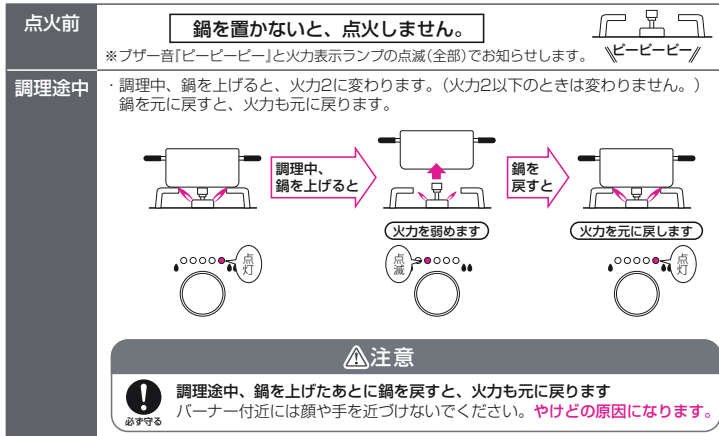 点火前
鍋を置かないと、点火しません。
※ブザー音『ピーピーピー』と火力表示ランプの点滅(全部)でお知らせします。
ピーピーピー
調理途中
・調理中、鍋を上げると、火力2に変わります。(火力2以下のときは変わりません。)
鍋を元に戻すと、火力も元に戻ります。
調理中、
鍋を上げると
鍋を
戻すと
火力を弱めます
火力を元に戻します
点灯
点滅
点灯
注意
調理途中、鍋を上げたあとに鍋を戻すと、火力も元に戻ります
バーナー付近には顔や手を近づけないでください。やけどの原因になります。
必ず守る